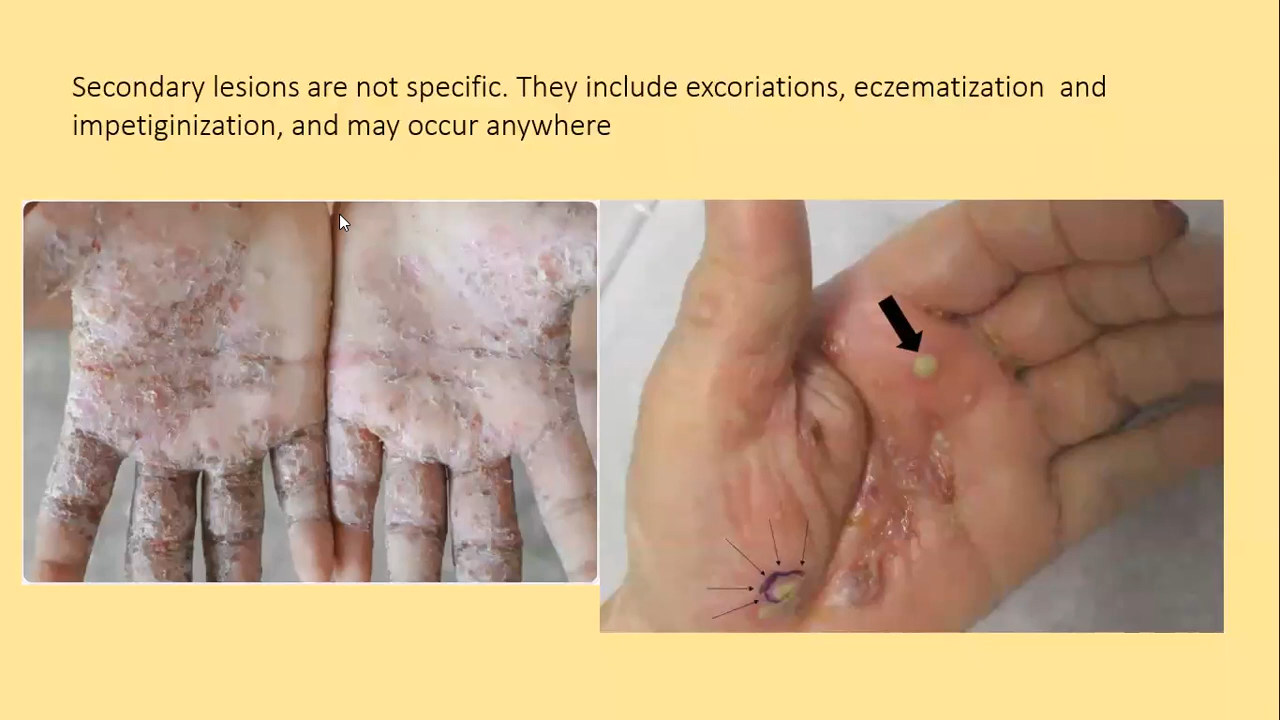 Secondary lesions are not specific. They include excoriations, eczematization  and
impetiginization, and may occur anywhere